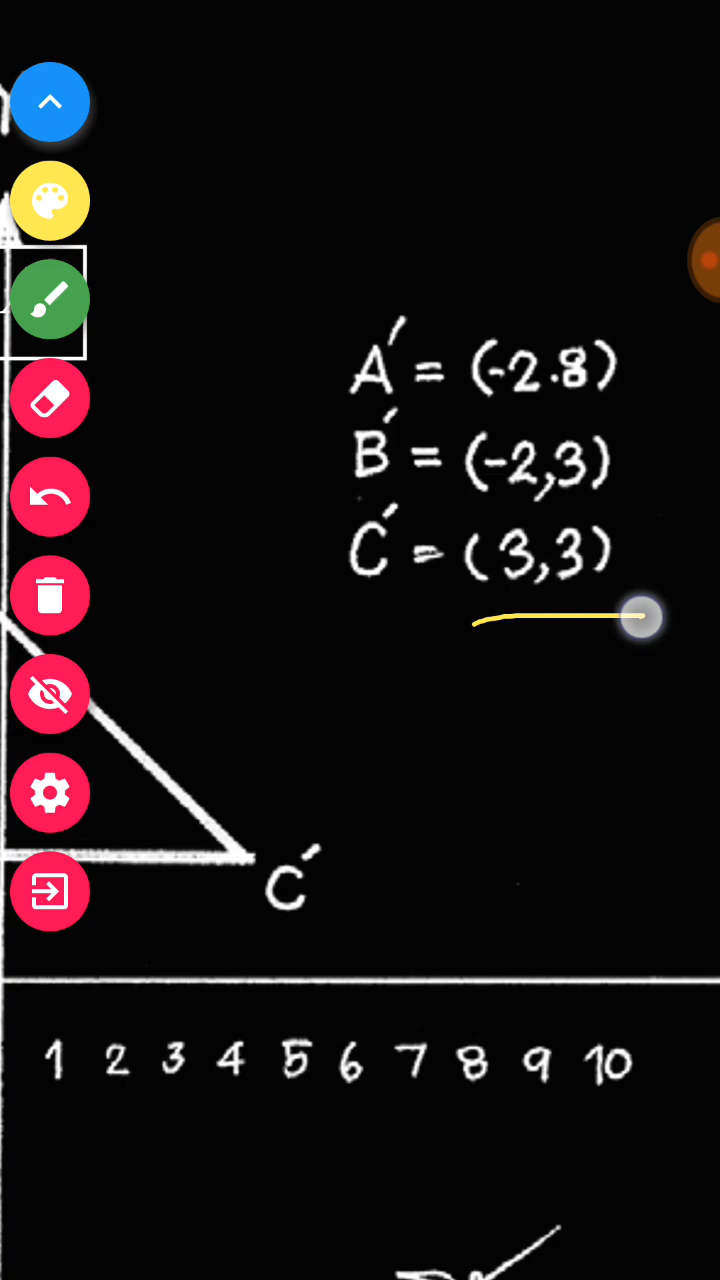 A′ = (-2.8)
B′ = (-2,3)
C′ = (3,3)
C′
1 2 3 4 5 6 7 8 9 10